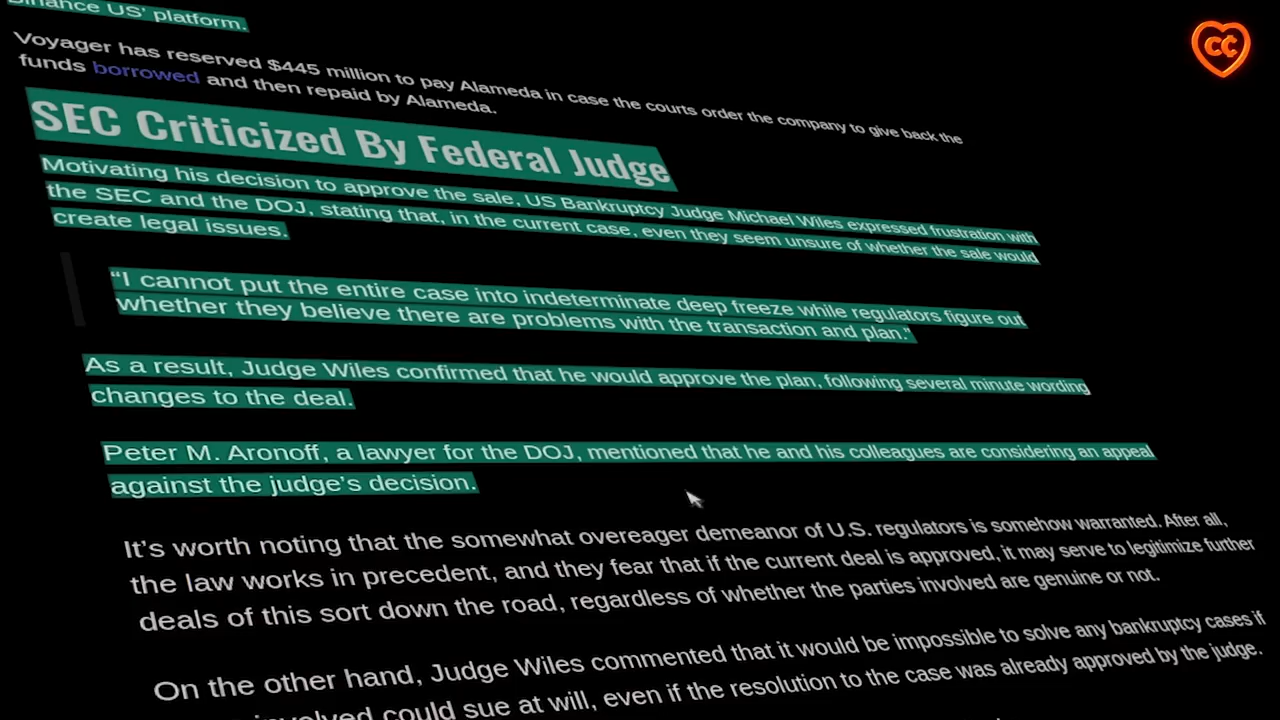 Binance US' platform.
CC
Voyager has reserved $445 million to pay Alameda in case the courts order the company to give back the
funds borrowed and then repaid by Alameda.
SEC Criticized By Federal Judge
Motivating his decision to approve the sale, US Bankruptcy Judge Michael Wiles expressed frustration with
the SEC and the DOJ, stating that, in the current case, even they seem unsure of whether the sale would
create legal issues.
“I cannot put the entire case into indeterminate deep freeze while regulators figure out
whether they believe there are problems with the transaction and plan.”
As a result, Judge Wiles confirmed that he would approve the plan, following several minute wording
changes to the deal.
Peter M. Aronoff, a lawyer for the DOJ, mentioned that he and his colleagues are considering an appeal
against the judge’s decision.
It’s worth noting that the somewhat overeager demeanor of U.S. regulators is somehow warranted. After all,
the law works in precedent, and they fear that if the current deal is approved, it may serve to legitimize further
deals of this sort down the road, regardless of whether the parties involved are genuine or not.
On the other hand, Judge Wiles commented that it would be impossible to solve any bankruptcy cases if
involved could sue at will, even if the resolution to the case was already approved by the judge.